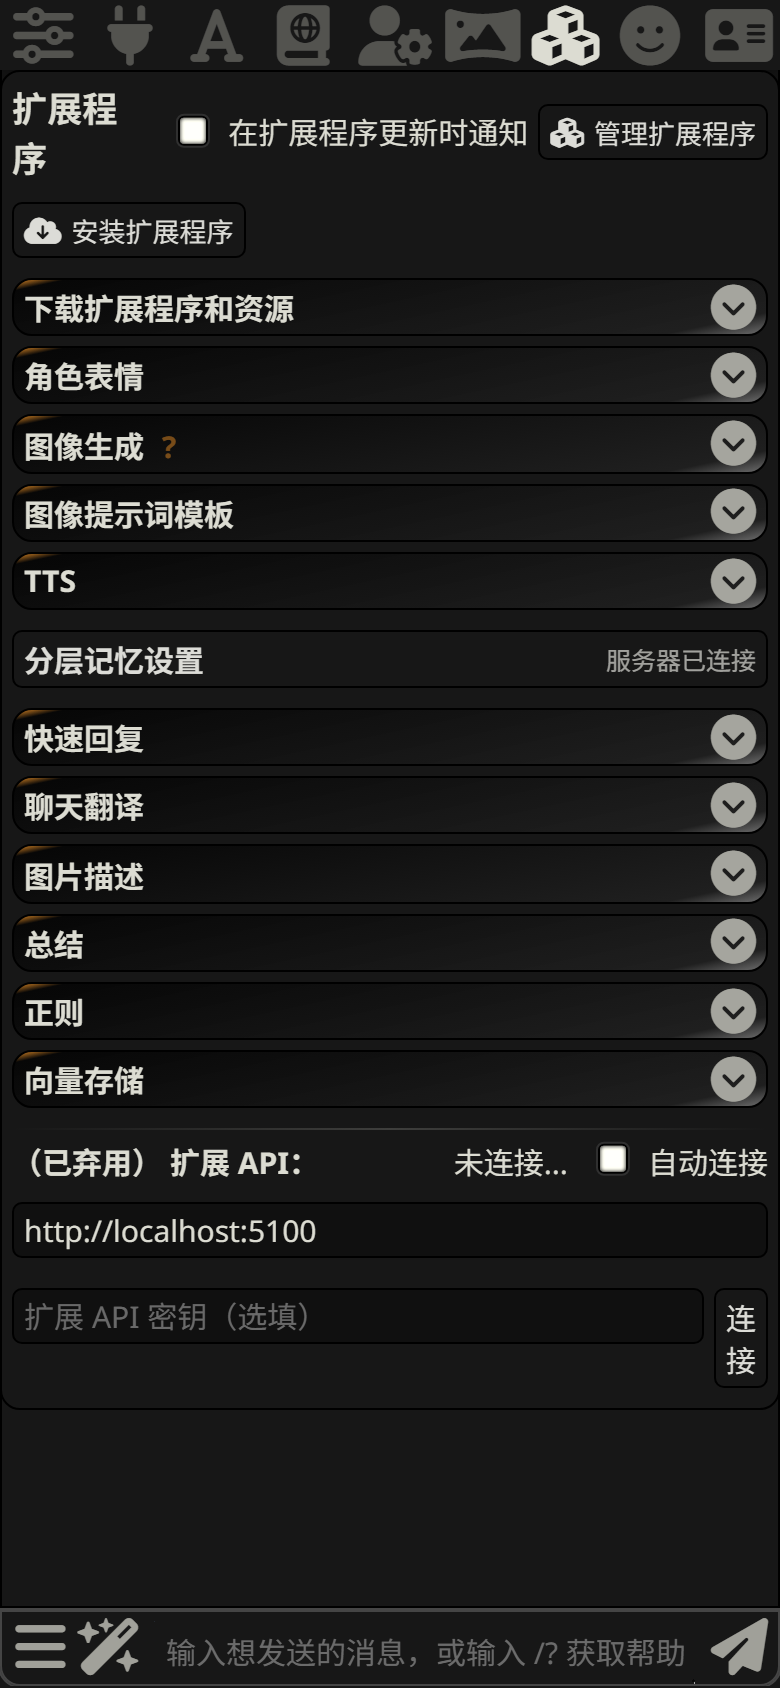 扩展程
序
在扩展程序更新时通知
管理扩展程序
安装扩展程序
下载扩展程序和资源
角色表情
图像生成 ?
图像提示词模板
TTS
分层记忆设置 服务器已连接
快速回复
聊天翻译
图片描述
总结
正则
向量存储
（已弃用） 扩展 API： 未连接... 自动连接
http://localhost:5100
扩展 API 密钥（选填）
连
接
输入想发送的消息，或输入 /? 获取帮助